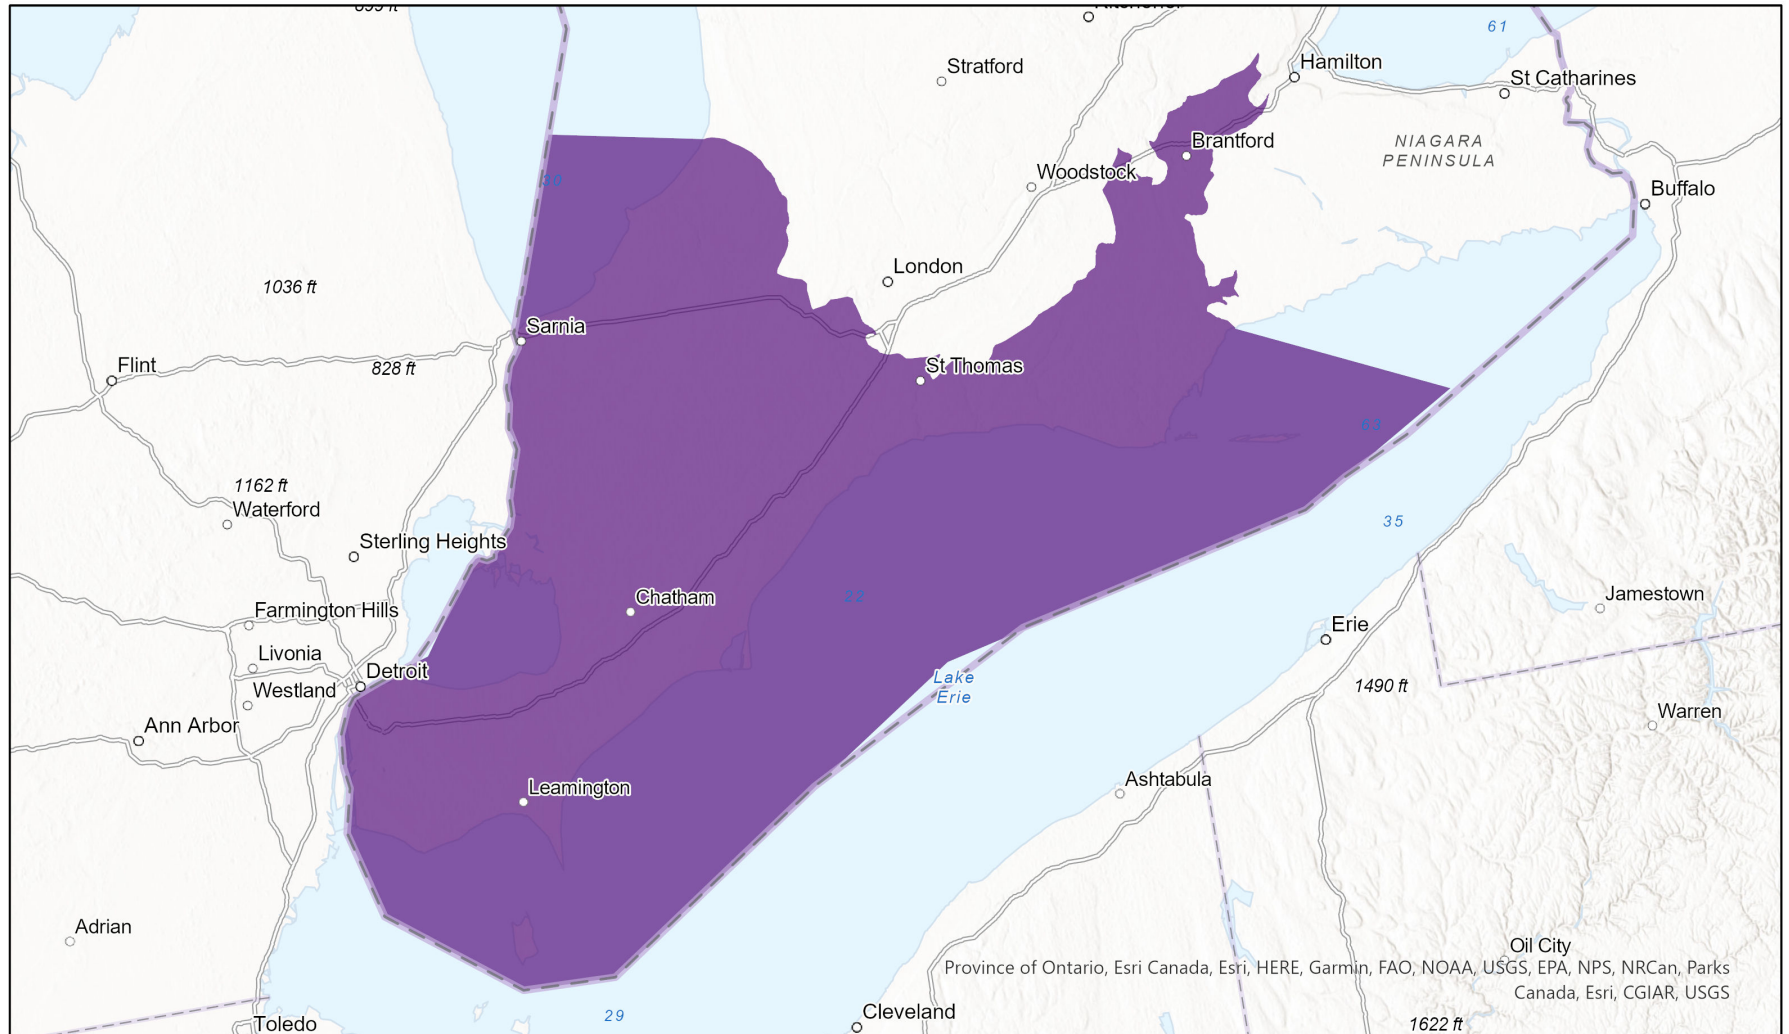 61
Hamilton
Stratford
St Catharines
Brantford
NIAGARA
PENINSULA
Woodstock
30
Buffalo
London
1036 ft
Sarnia
Flint
828 ft
St Thomas
63
1162 ft
Waterford
35
Sterling Heights
Chatham
22
Jamestown
Farmington Hills
Erie
Livonia
Detroit
Lake
Erie
Westland
1490 ft
Ann Arbor
Warren
Leamington
Ashtabula
Adrian
Oil City
Province of Ontario, Esri Canada, Esri, HERE, Garmin, FAO, NOAA, USGS, EPA, NPS, NRCan, Parks
Canada, Esri, CGIAR, USGS
29
Cleveland
Toledo
1622 ft